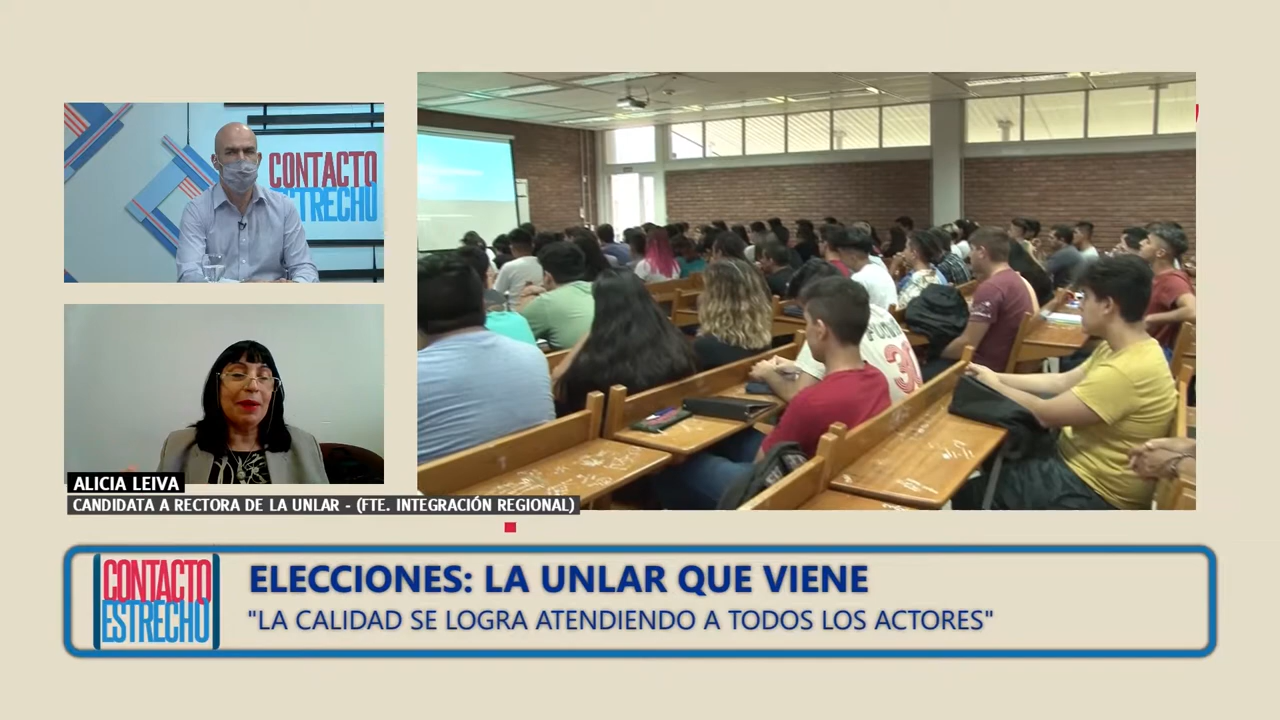 CONTACTO
ESTRECHO
ALICIA LEIVA
CANDIDATA A RECTORA DE LA UNLAR - (FTE. INTEGRACIÓN REGIONAL)
CONTACTO
ESTRECHO
ELECCIONES: LA UNLAR QUE VIENE
"LA CALIDAD SE LOGRA ATENDIENDO A TODOS LOS ACTORES"